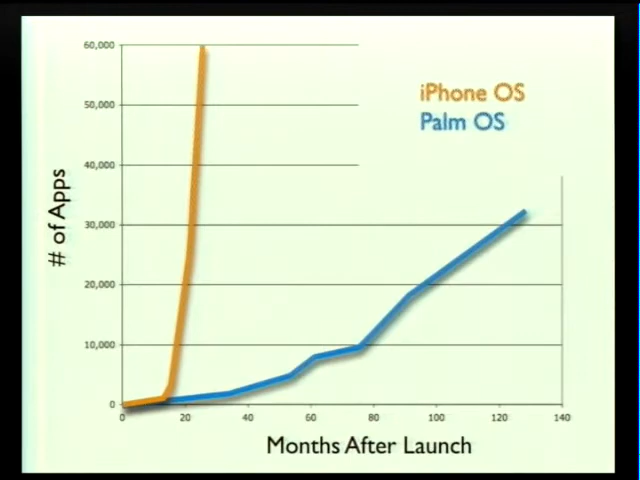 60,000
50,000
40,000
30,000
20,000
10,000
0
# of Apps
iPhone OS
Palm OS
0 20 40 60 80 100 120 140
Months After Launch